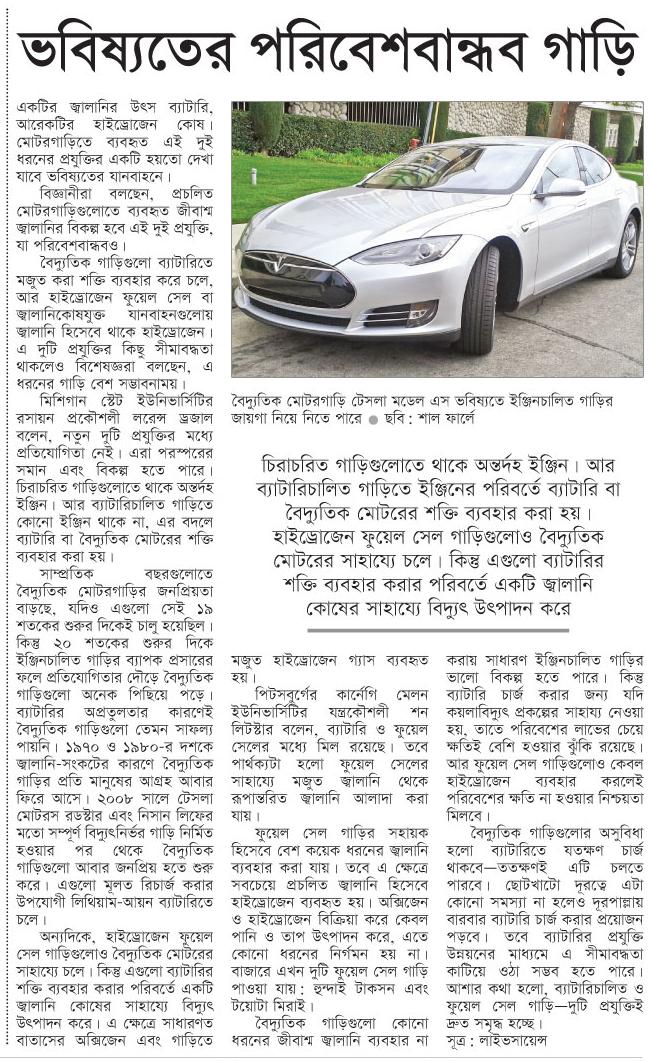 ভবিষ্যতের পরিবেশবান্ধব গাড়ি
একটির জ্বালানির উৎস ব্যাটারি,
আরেকটির হাইড্রোজেন কোষ।
মোটরগাড়িতে ব্যবহৃত এই দুই
ধরনের প্রযুক্তির একটি হয়তো দেখা
যাবে ভবিষ্যতের যানবাহনে।
বিজ্ঞানীরা বলছেন, প্রচলিত
মোটরগাড়িগুলোতে ব্যবহৃত জীবাশ্ম
জ্বালানির বিকল্প হবে এই দুই প্রযুক্তি,
যা পরিবেশবান্ধবও।
বৈদ্যুতিক গাড়িগুলো ব্যাটারিতে
মজুত করা শক্তি ব্যবহার করে চলে,
আর হাইড্রোজেন ফুয়েল সেল বা
জ্বালানিকোষযুক্ত যানবাহনগুলোয়
জ্বালানি হিসেবে থাকে হাইড্রোজেন।
এ দুটি প্রযুক্তির কিছু সীমাবদ্ধতা
থাকলেও বিশেষজ্ঞরা বলছেন, এ
ধরনের গাড়ি বেশ সম্ভাবনাময়।
মিশিগান স্টেট ইউনিভার্সিটির
রসায়ন প্রকৌশলী লরেন্স ড্রজাল
বলেন, নতুন দুটি প্রযুক্তির মধ্যে
প্রতিযোগিতা নেই। এরা পরস্পরের
সমান এবং বিকল্প হতে পারে।
চিরাচরিত গাড়িগুলোতে থাকে অন্তর্দহ
ইঞ্জিন। আর ব্যাটারিচালিত গাড়িতে
কোনো ইঞ্জিন থাকে না, এর বদলে
ব্যাটারি বা বৈদ্যুতিক মোটরের শক্তি
ব্যবহার করা হয়।
সাম্প্রতিক বছরগুলোতে
বৈদ্যুতিক মোটরগাড়ির জনপ্রিয়তা
বাড়ছে, যদিও এগুলো সেই ১৯
শতকের শুরুর দিকেই চালু হয়েছিল।
কিন্তু ২০ শতকের শুরুর দিকে
ইঞ্জিনচালিত গাড়ির ব্যাপক প্রসারের
ফলে প্রতিযোগিতার দৌড়ে বৈদ্যুতিক
গাড়িগুলো অনেক পিছিয়ে পড়ে।
ব্যাটারির অপ্রতুলতার কারণেই
বৈদ্যুতিক গাড়িগুলো তেমন সাফল্য
পায়নি। ১৯৭০ ও ১৯৮০-র দশকে
জ্বালানি-সংকটের কারণে বৈদ্যুতিক
গাড়ির প্রতি মানুষের আগ্রহ আবার
ফিরে আসে। ২০০৮ সালে টেসলা
মোটরস রডস্টার এবং নিসান লিফের
মতো সম্পূর্ণ বিদ্যুৎনির্ভর গাড়ি নির্মিত
হওয়ার পর থেকে বৈদ্যুতিক
গাড়িগুলো আবার জনপ্রিয় হতে শুরু
করে। এগুলো মূলত রিচার্জ করার
উপযোগী লিথিয়াম-আয়ন ব্যাটারিতে
চলে।
অন্যদিকে, হাইড্রোজেন ফুয়েল
সেল গাড়িগুলোও বৈদ্যুতিক মোটরের
সাহায্যে চলে। কিন্তু এগুলো ব্যাটারির
শক্তি ব্যবহার করার পরিবর্তে একটি
জ্বালানি কোষের সাহায্যে বিদ্যুৎ
উৎপাদন করে। এ ক্ষেত্রে সাধারণত
বাতাসের অক্সিজেন এবং গাড়িতে
বৈদ্যুতিক মোটরগাড়ি টেসলা মডেল এস ভবিষ্যতে ইঞ্জিনচালিত গাড়ির
জায়গা নিয়ে নিতে পারে ● ছবি : শাল ফার্লে
চিরাচরিত গাড়িগুলোতে থাকে অন্তর্দহ ইঞ্জিন। আর
ব্যাটারিচালিত গাড়িতে ইঞ্জিনের পরিবর্তে ব্যাটারি বা
বৈদ্যুতিক মোটরের শক্তি ব্যবহার করা হয়।
হাইড্রোজেন ফুয়েল সেল গাড়িগুলোও বৈদ্যুতিক
মোটরের সাহায্যে চলে। কিন্তু এগুলো ব্যাটারির
শক্তি ব্যবহার করার পরিবর্তে একটি জ্বালানি
কোষের সাহায্যে বিদ্যুৎ উৎপাদন করে
মজুত হাইড্রোজেন গ্যাস ব্যবহৃত
হয়।
পিটসবুর্গের কার্নেগি মেলন
ইউনিভার্সিটির যন্ত্রকৌশলী শন
লিটস্টার বলেন, ব্যাটারি ও ফুয়েল
সেলের মধ্যে মিল রয়েছে। তবে
পার্থক্যটা হলো ফুয়েল সেলের
সাহায্যে মজুত জ্বালানি থেকে
রূপান্তরিত জ্বালানি আলাদা করা
যায়।
ফুয়েল সেল গাড়ির সহায়ক
হিসেবে বেশ কয়েক ধরনের জ্বালানি
ব্যবহার করা যায়। তবে এ ক্ষেত্রে
সবচেয়ে প্রচলিত জ্বালানি হিসেবে
হাইড্রোজেন ব্যবহৃত হয়। অক্সিজেন
ও হাইড্রোজেন বিক্রিয়া করে কেবল
পানি ও তাপ উৎপাদন করে, এতে
কোনো ধরনের নির্গমন হয় না।
বাজারে এখন দুটি ফুয়েল সেল গাড়ি
পাওয়া যায় : হুন্দাই টাকসন এবং
টয়োটা মিরাই।
বৈদ্যুতিক গাড়িগুলো কোনো
ধরনের জীবাশ্ম জ্বালানি ব্যবহার না
করায় সাধারণ ইঞ্জিনচালিত গাড়ির
ভালো বিকল্প হতে পারে। কিন্তু
ব্যাটারি চার্জ করার জন্য যদি
কয়লাবিদ্যুৎ প্রকল্পের সাহায্য নেওয়া
হয়, তাতে পরিবেশের লাভের চেয়ে
ক্ষতিই বেশি হওয়ার ঝুঁকি রয়েছে।
আর ফুয়েল সেল গাড়িগুলোও কেবল
হাইড্রোজেন ব্যবহার করলেই
পরিবেশের ক্ষতি না হওয়ার নিশ্চয়তা
মিলবে।
বৈদ্যুতিক গাড়িগুলোর অসুবিধা
হলো ব্যাটারিতে যতক্ষণ চার্জ
থাকবে—ততক্ষণই এটি চলতে
পারবে। ছোটখাটো দূরত্বে এটা
কোনো সমস্যা না হলেও দূরপাল্লায়
বারবার ব্যাটারি চার্জ করার প্রয়োজন
পড়বে। তবে ব্যাটারির প্রযুক্তি
উন্নয়নের মাধ্যমে এ সীমাবদ্ধতা
কাটিয়ে ওঠা সম্ভব হতে পারে।
আশার কথা হলো, ব্যাটারিচালিত ও
ফুয়েল সেল গাড়ি—দুটি প্রযুক্তিই
দ্রুত সমৃদ্ধ হচ্ছে।
সূত্র : লাইভসায়েন্স